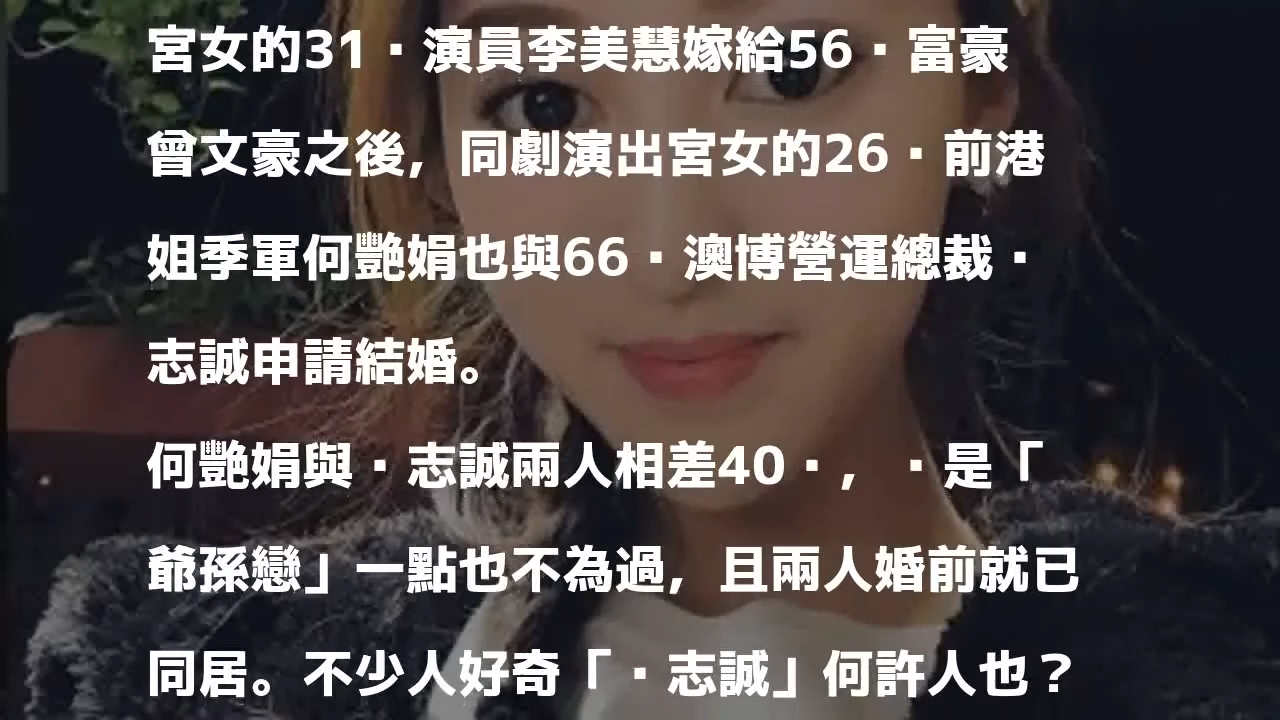 宮女的31▪演員李美慧嫁給56▪富豪
曾文豪之後，同劇演出宮女的26▪前港
姐季軍何艷娟也與66▪澳博營運總裁▪
志誠申請結婚。
何艷娟與▪志誠兩人相差40▪，▪是「
爺孫戀」一點也不為過，且兩人婚前就已
同居。不少人好奇「▪志誠」何許人也？